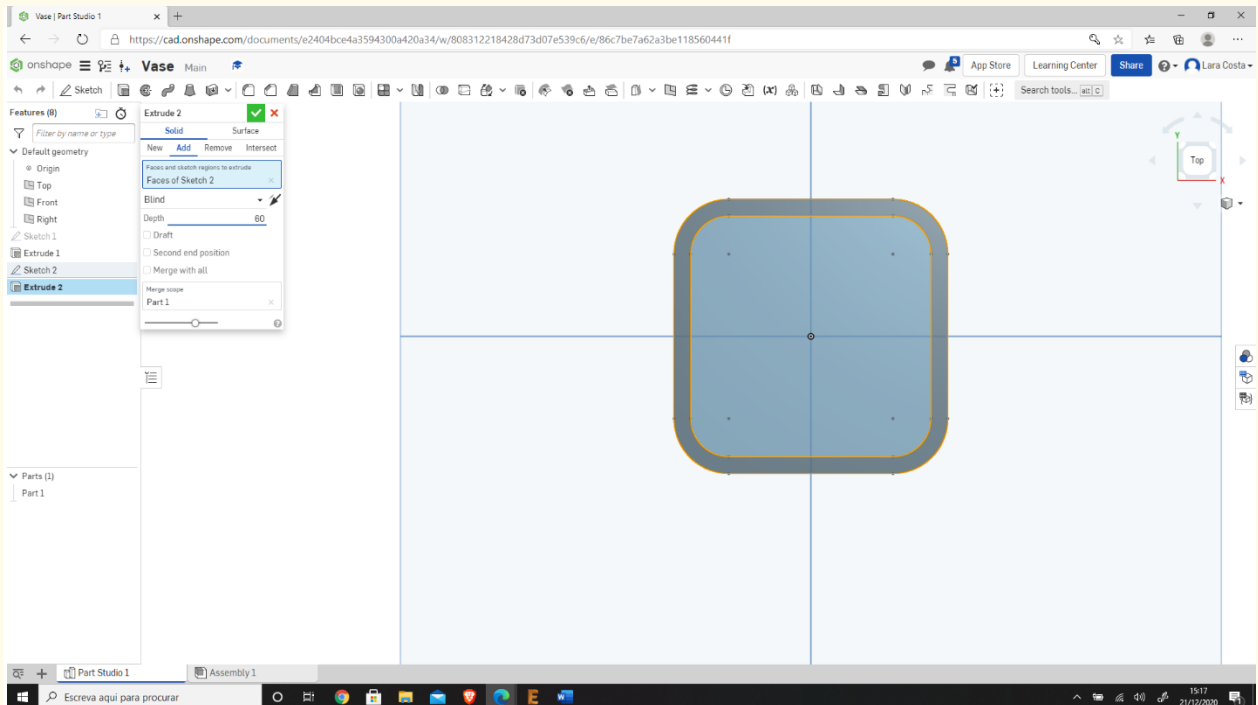 Vase | Part Studio 1
https://cad.onshape.com/documents/e2404bce4a3594300a420a34/w/808312218428d73d07e539c6/e/86c7be7a62a3be118560441f
onshape Vase Main 5 App Store Learning Center Share Lara Costa
Sketch Search tools... alt C
Features (8)
Filter by name or type
Default geometry
Origin
Top
Front
Right
Sketch 1
Extrude 1
Sketch 2
Extrude 2
Extrude 2
Solid Surface
New Add Remove Intersect
Faces and sketch regions to extrude
Faces of Sketch 2
Blind
Depth 60
Draft
Second end position
Merge with all
Merge scope
Part 1
Y
Top
X
Parts (1)
Part 1
Part Studio 1 Assembly 1
Escreva aqui para procurar
15:17
21/12/2020